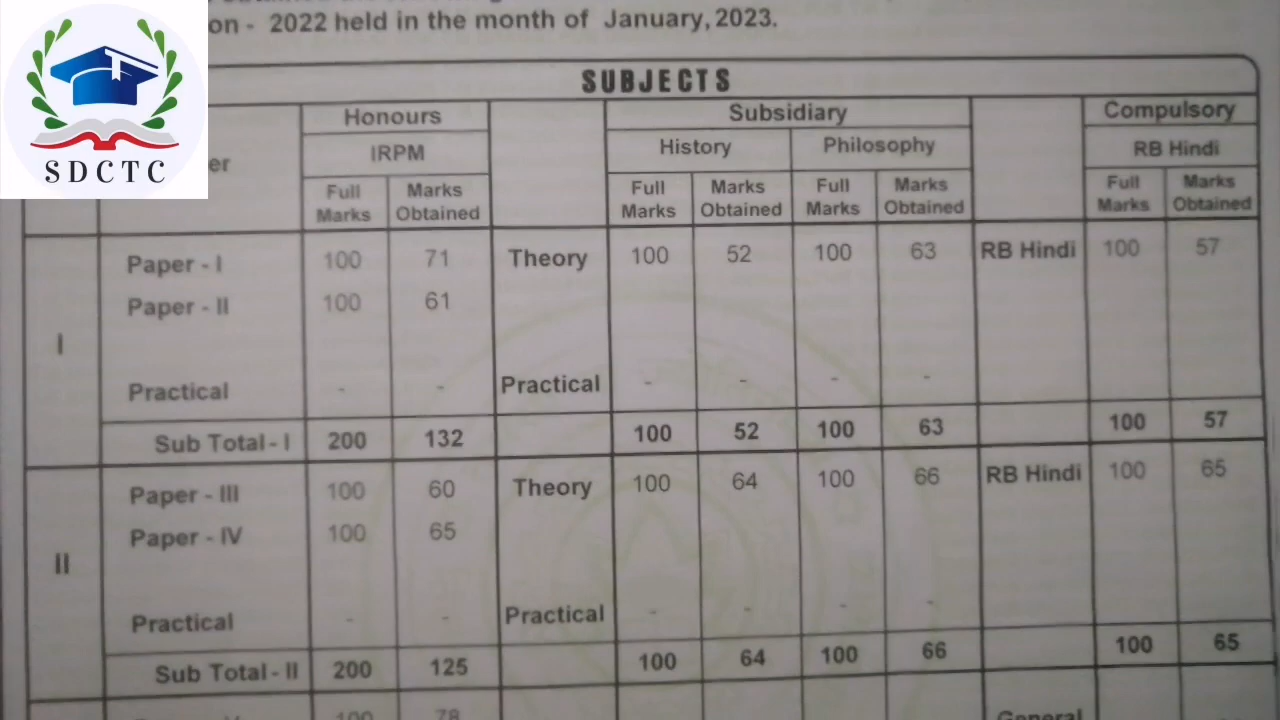 on - 2022 held in the month of January, 2023.
SDCTC
SUBJECTS
Honours Subsidiary Compulsory
IRPM History Philosophy RB Hindi
Full Marks Marks Obtained Full Marks Marks Obtained Full Marks Marks Obtained Full Marks Marks Obtained
I
Paper - I 100 71 Theory 100 52 100 63 RB Hindi 100 57
Paper - II 100 61
Practical - - Practical - - - -
Sub Total - I 200 132 100 52 100 63 100 57
II
Paper - III 100 60 Theory 100 64 100 66 RB Hindi 100 65
Paper - IV 100 65
Practical - - Practical - - - -
Sub Total - II 200 125 100 64 100 66 100 65
100 78 General